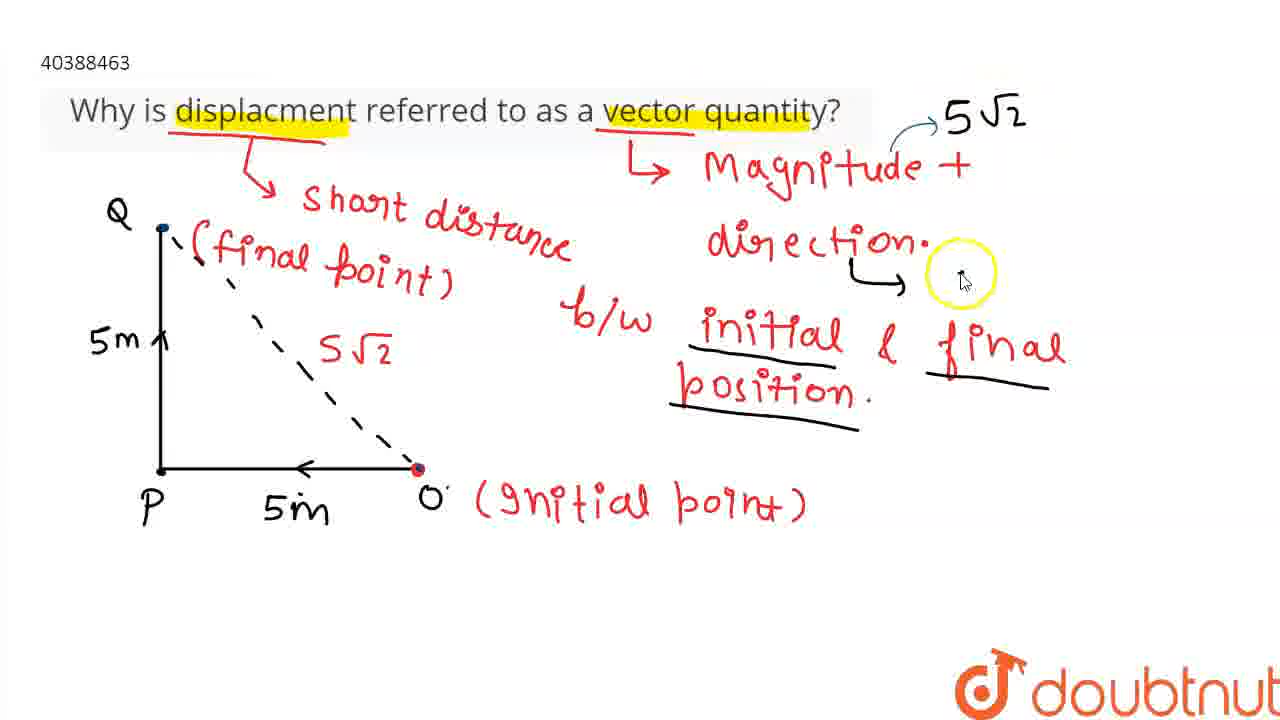 40388463
Why is displacment referred to as a vector quantity?
5√2
Magnitude +
direction.
Short distance
b/w initial & final
position.
Q
(final point)
5m
5√2
P
5m
O
(Initial point)
doubtnut